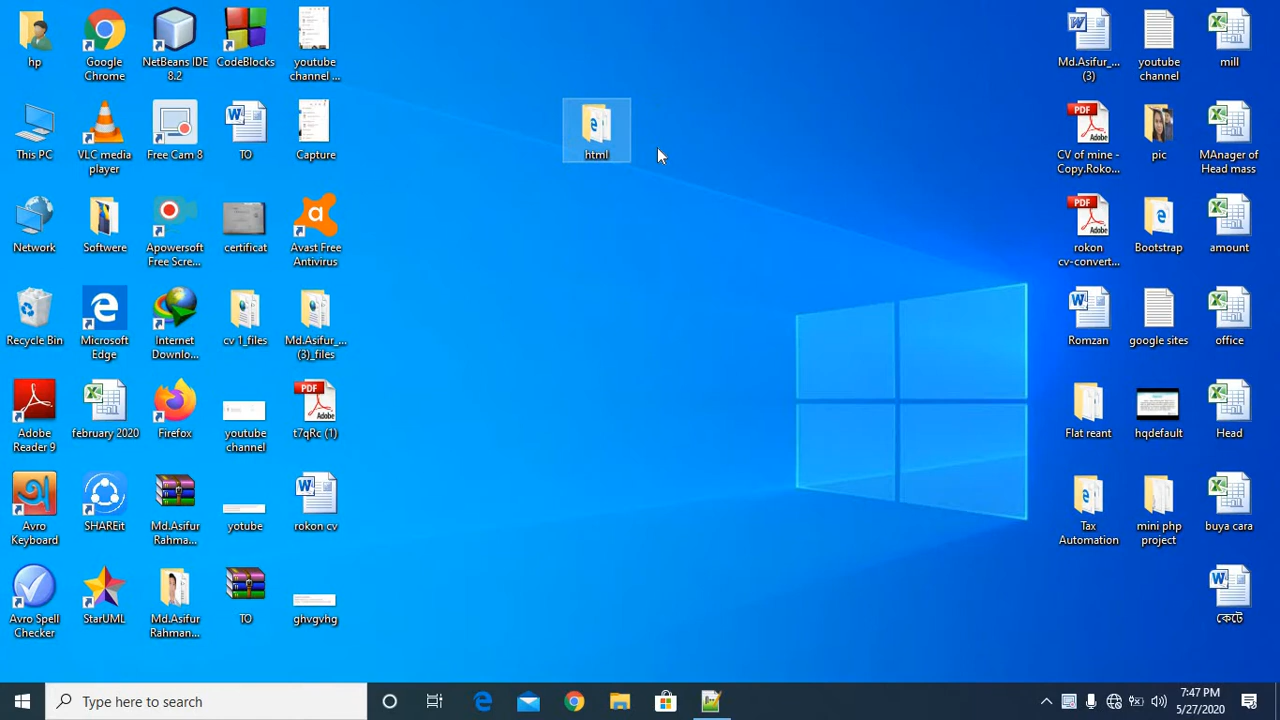 hp
Google
Chrome
NetBeans IDE
8.2
CodeBlocks
youtube
channel ...
Md.Asifur_...
(3)
youtube
channel
mill
This PC
VLC media
player
Free Cam 8
TO
Capture
html
CV of mine -
Copy.Roko...
pic
MAnager of
Head mass
Network
Softwere
Apowersoft
Free Scre...
certificat
Avast Free
Antivirus
rokon
cv-convert...
Bootstrap
amount
Recycle Bin
Microsoft
Edge
Internet
Downlo...
cv 1_files
Md.Asifur_...
(3)_files
Romzan
google sites
office
Adobe
Reader 9
february 2020
Firefox
youtube
channel
t7qRc (1)
Flat reant
hqdefault
Head
Avro
Keyboard
SHAREit
Md.Asifur
Rahma...
yotube
rokon cv
Tax
Automation
mini php
project
buya cara
Avro Spell
Checker
StarUML
Md.Asifur
Rahman...
TO
ghvgvhg
Type here to search
7:47 PM
5/27/2020